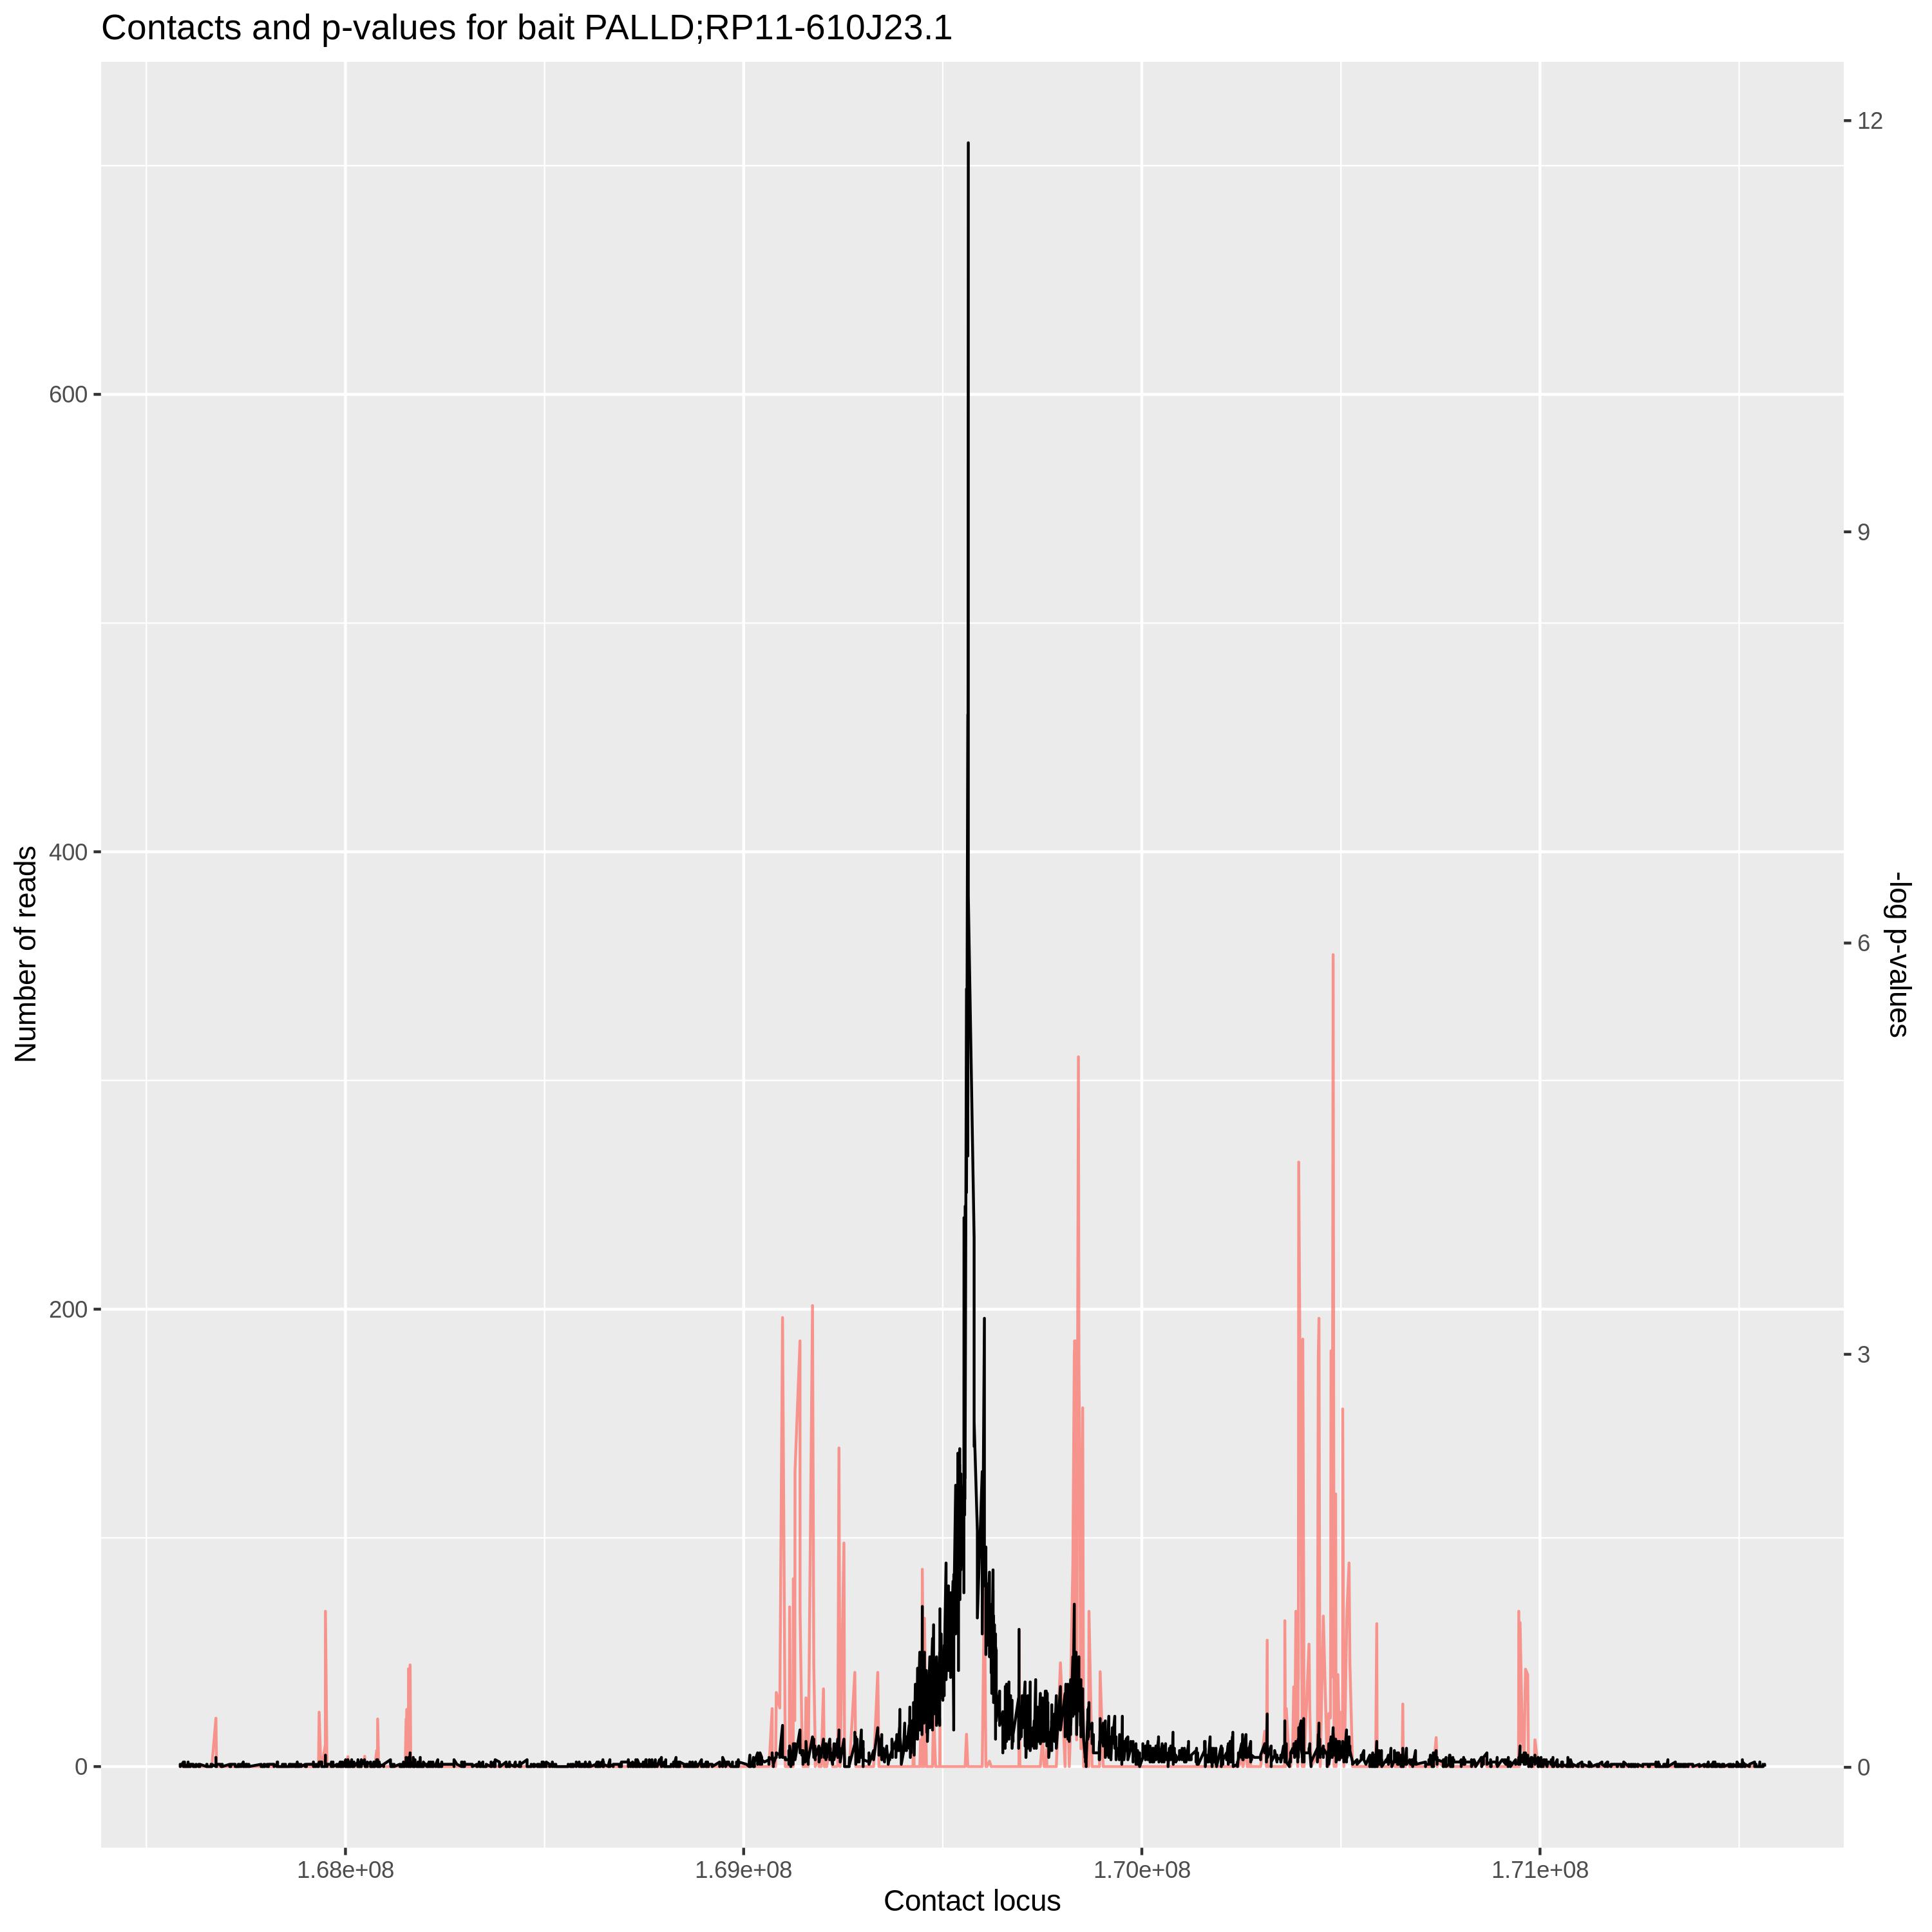 Contacts and p-values for bait PALLD;RP11-610J23.1
12
9
6
3
0
600
400
200
0
Number of reads
-log p-values
1.68e+08
1.69e+08
1.70e+08
1.71e+08
Contact locus